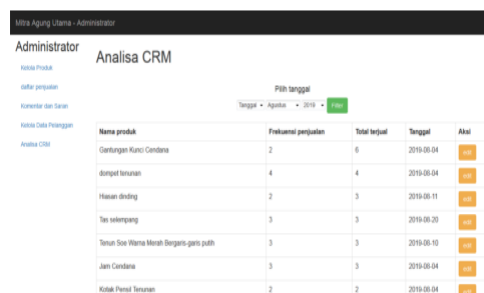 Mitra Agung Utama - Administrator
Administrator
Kelola Produk
daftar penjualan
Komentar dan Saran
Kelola Data Pelanggan
Analisa CRM
Analisa CRM
Pilih tanggal
Tanggal Agustus 2019 Filter
Nama produk Frekuensi penjualan Total terjual Tanggal Aksi
Gantungan Kunci Cendana 2 6 2019-08-04 edit
dompet tenunan 4 4 2019-08-04 edit
Hiasan dinding 2 3 2019-08-11 edit
Tas selempang 3 3 2019-08-20 edit
Tenun Soe Warna Merah Bergaris-garis putih 3 3 2019-08-10 edit
Jam Cendana 3 3 2019-08-04 edit
Kotak Pensil Tenunan 2 2 2019-08-04 edit